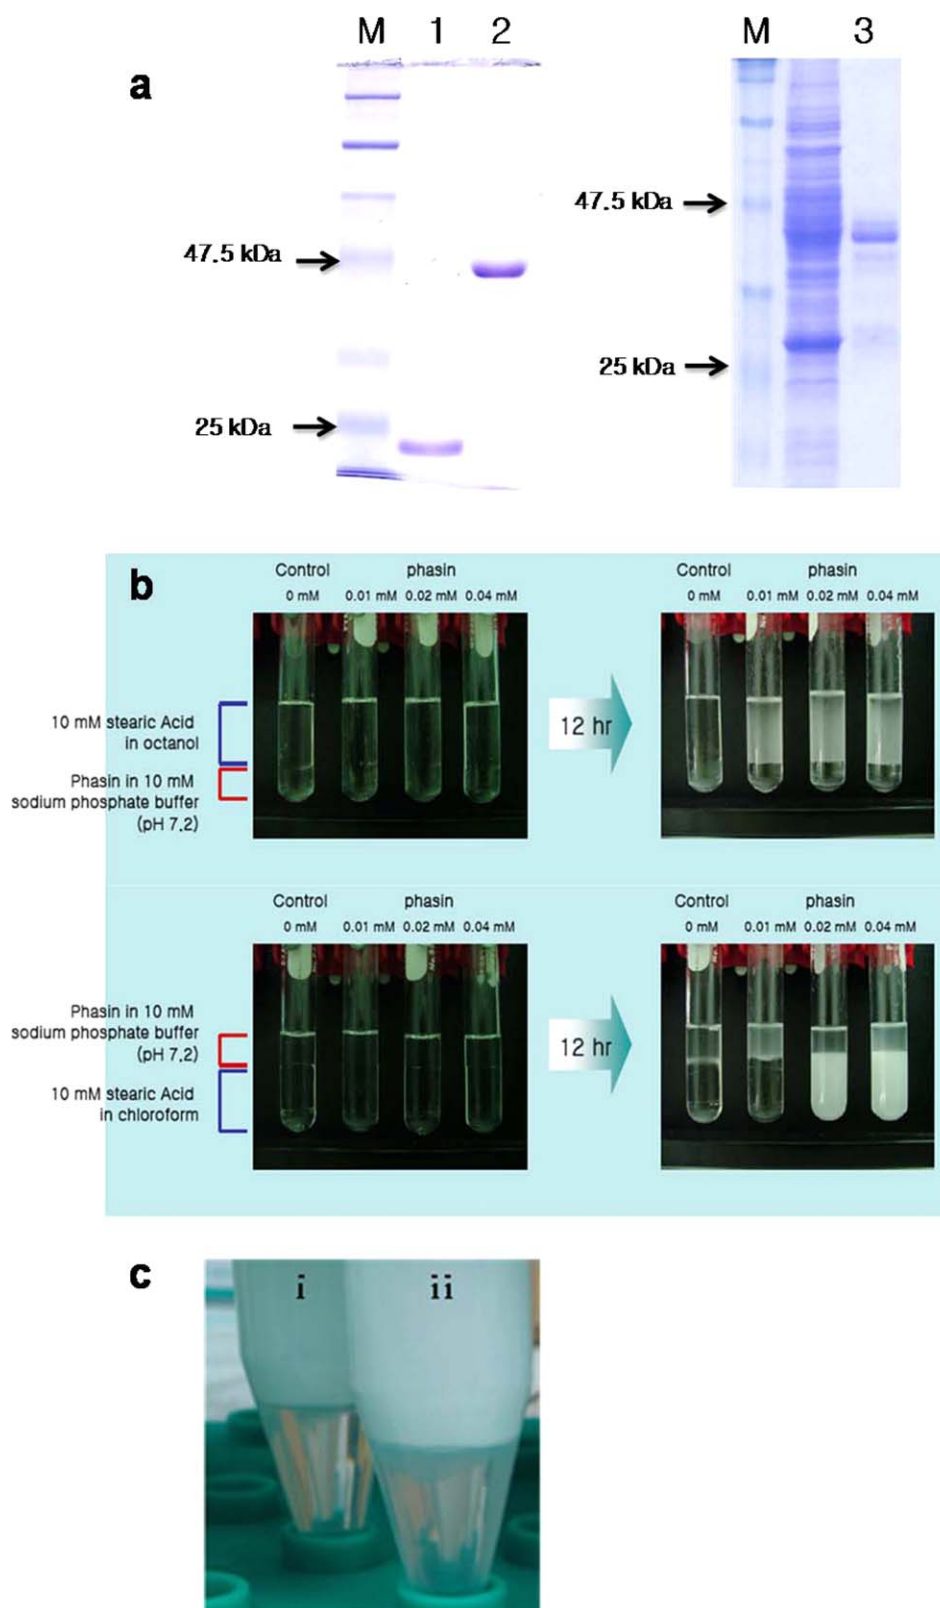 a
M 1 2
47.5 kDa
25 kDa
M 3
47.5 kDa
25 kDa
b
Control phasin
0 mM 0.01 mM 0.02 mM 0.04 mM
10 mM stearic Acid
in octanol
Phasin in 10 mM
sodium phosphate buffer
(pH 7.2)
12 hr
Control phasin
0 mM 0.01 mM 0.02 mM 0.04 mM
Control phasin
0 mM 0.01 mM 0.02 mM 0.04 mM
Phasin in 10 mM
sodium phosphate buffer
(pH 7.2)
10 mM stearic Acid
in chloroform
12 hr
Control phasin
0 mM 0.01 mM 0.02 mM 0.04 mM
c
i ii